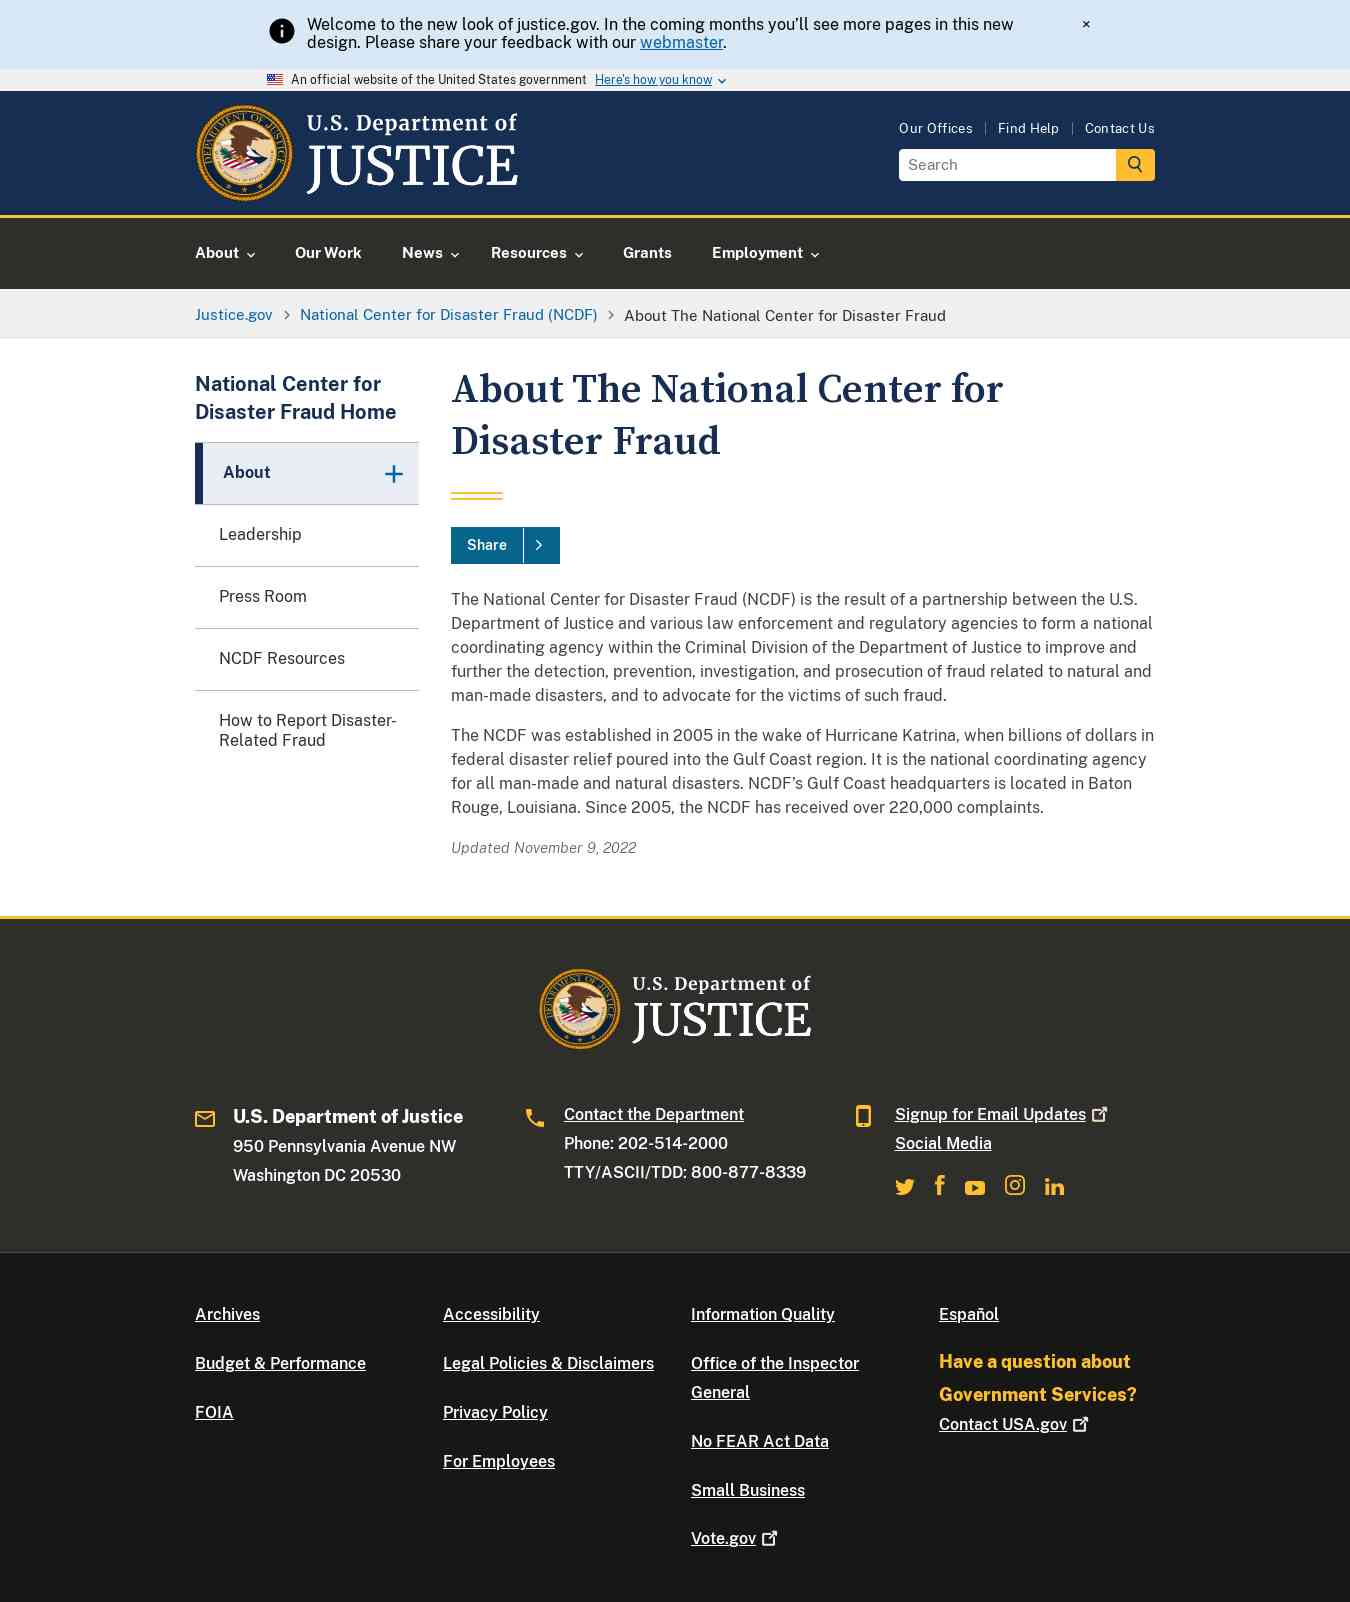 Welcome to the new look of justice.gov. In the coming months you’ll see more pages in this new
design. Please share your feedback with our webmaster.
×
An official website of the United States government Here's how you know
U.S. Department of
JUSTICE
Our Offices
Find Help
Contact Us
Search
About
Our Work
News
Resources
Grants
Employment
Justice.gov
National Center for Disaster Fraud (NCDF)
About The National Center for Disaster Fraud
National Center for
Disaster Fraud Home
About
Leadership
Press Room
NCDF Resources
How to Report Disaster-
Related Fraud
About The National Center for
Disaster Fraud
Share
The National Center for Disaster Fraud (NCDF) is the result of a partnership between the U.S.
Department of Justice and various law enforcement and regulatory agencies to form a national
coordinating agency within the Criminal Division of the Department of Justice to improve and
further the detection, prevention, investigation, and prosecution of fraud related to natural and
man-made disasters, and to advocate for the victims of such fraud.
The NCDF was established in 2005 in the wake of Hurricane Katrina, when billions of dollars in
federal disaster relief poured into the Gulf Coast region. It is the national coordinating agency
for all man-made and natural disasters. NCDF’s Gulf Coast headquarters is located in Baton
Rouge, Louisiana. Since 2005, the NCDF has received over 220,000 complaints.
Updated November 9, 2022
U.S. Department of
JUSTICE
U.S. Department of Justice
950 Pennsylvania Avenue NW
Washington DC 20530
Contact the Department
Phone: 202-514-2000
TTY/ASCII/TDD: 800-877-8339
Signup for Email Updates
Social Media
Archives
Budget & Performance
FOIA
Accessibility
Legal Policies & Disclaimers
Privacy Policy
For Employees
Information Quality
Office of the Inspector
General
No FEAR Act Data
Small Business
Vote.gov
Español
Have a question about
Government Services?
Contact USA.gov